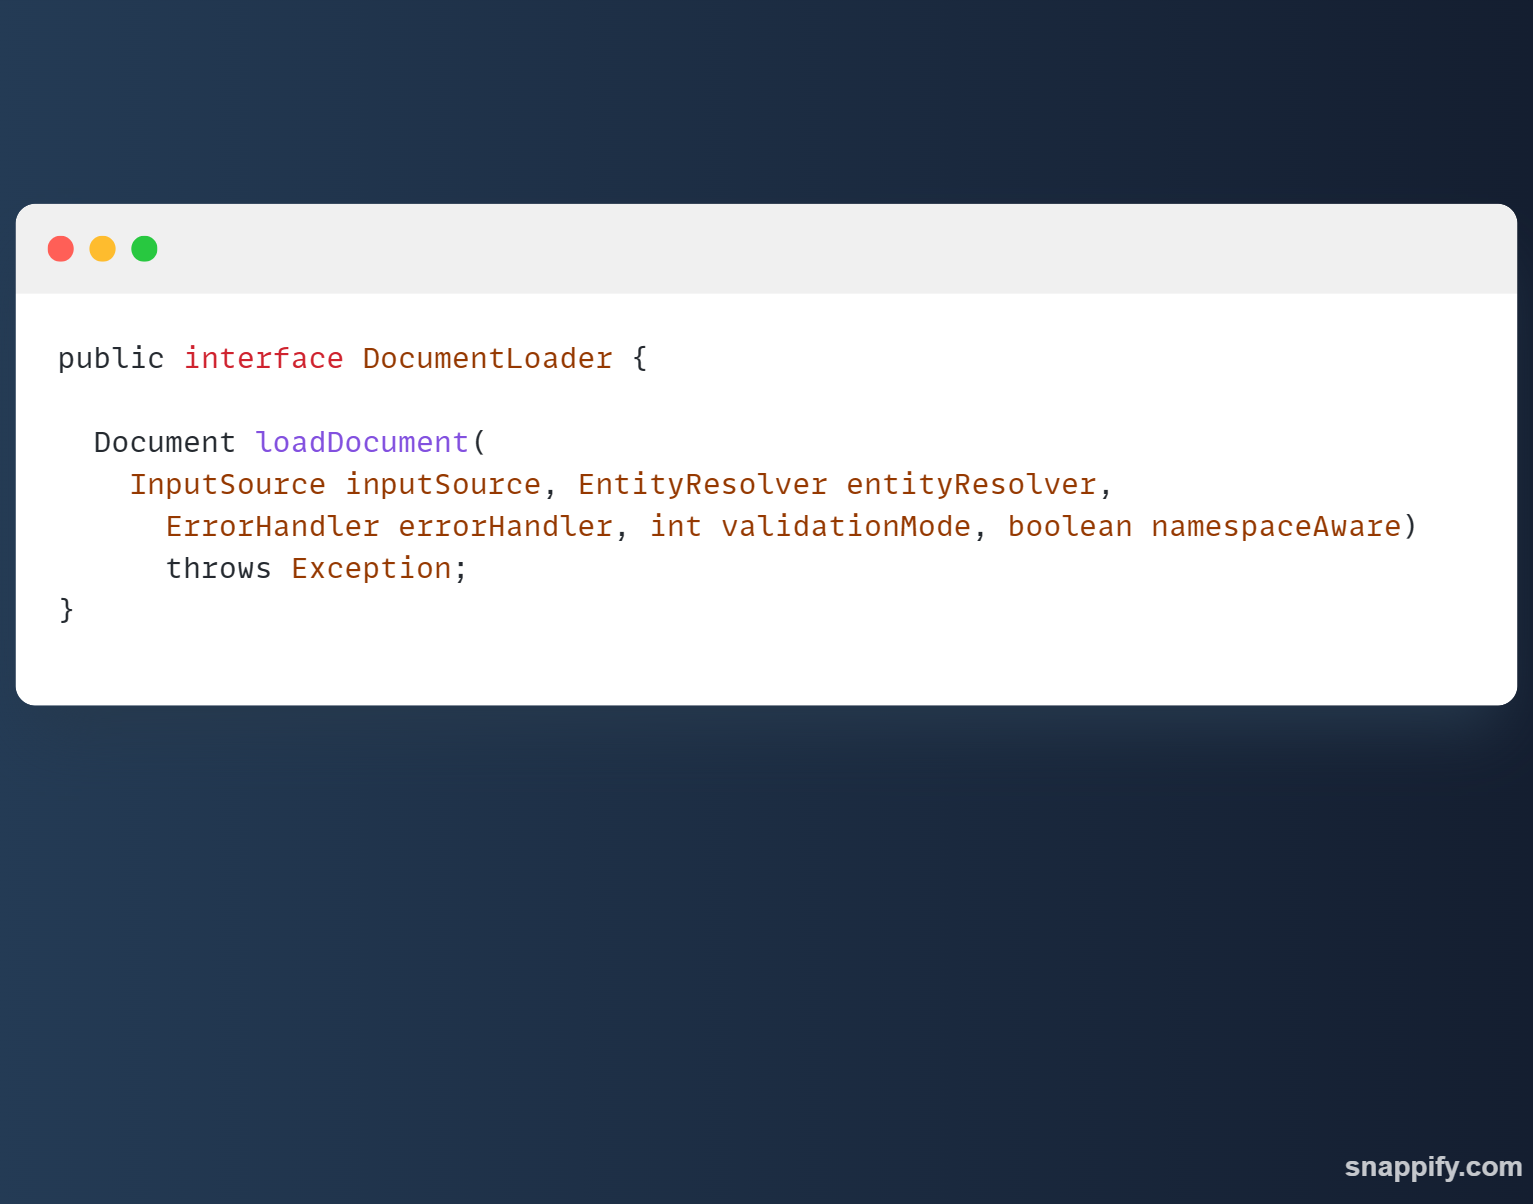 public interface DocumentLoader {
Document loadDocument(
InputSource inputSource, EntityResolver entityResolver,
ErrorHandler errorHandler, int validationMode, boolean namespaceAware)
throws Exception;
}
snappify.com